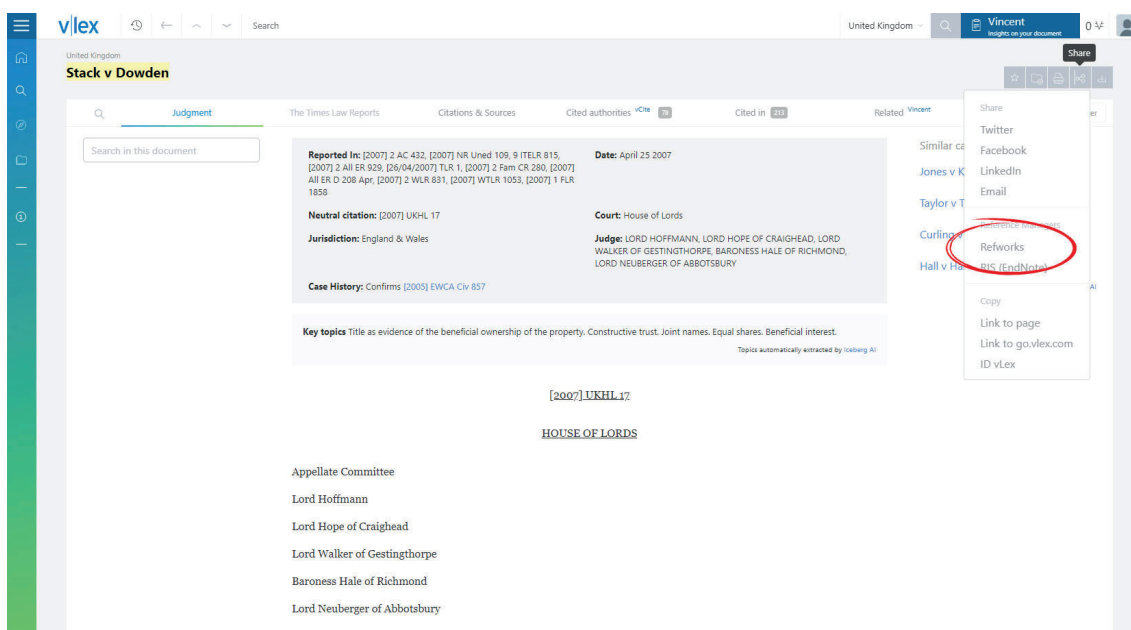 vlex
Search
United Kingdom
Vincent
Insights on your document
0
Share
United Kingdom
Stack v Dowden
Judgment
The Times Law Reports
Citations & Sources
Cited authorities vCite 78
Cited in 213
Related Vincent
er
Search in this document
Reported In: [2007] 2 AC 432, [2007] NR Uned 109, 9 ITELR 815,
[2007] 2 All ER 929, [26/04/2007] TLR 1, [2007] 2 Fam CR 280, [2007]
All ER D 208 Apr, [2007] 2 WLR 831, [2007] WTLR 1053, [2007] 1 FLR
1858
Date: April 25 2007
Neutral citation: [2007] UKHL 17
Court: House of Lords
Jurisdiction: England & Wales
Judge: LORD HOFFMANN, LORD HOPE OF CRAIGHEAD, LORD
WALKER OF GESTINGTHORPE, BARONESS HALE OF RICHMOND,
LORD NEUBERGER OF ABBOTSBURY
Case History: Confirms [2005] EWCA Civ 857
Key topics Title as evidence of the beneficial ownership of the property. Constructive trust. Joint names. Equal shares. Beneficial interest.
Topics automatically extracted by Iceberg AI
Similar ca
Jones v K
Taylor v T
Curling v
Hall v Ha
AI
Share
Twitter
Facebook
LinkedIn
Email
Reference Managers
Refworks
RIS (EndNote)
Copy
Link to page
Link to go.vlex.com
ID vLex
[2007] UKHL 17
HOUSE OF LORDS
Appellate Committee
Lord Hoffmann
Lord Hope of Craighead
Lord Walker of Gestingthorpe
Baroness Hale of Richmond
Lord Neuberger of Abbotsbury